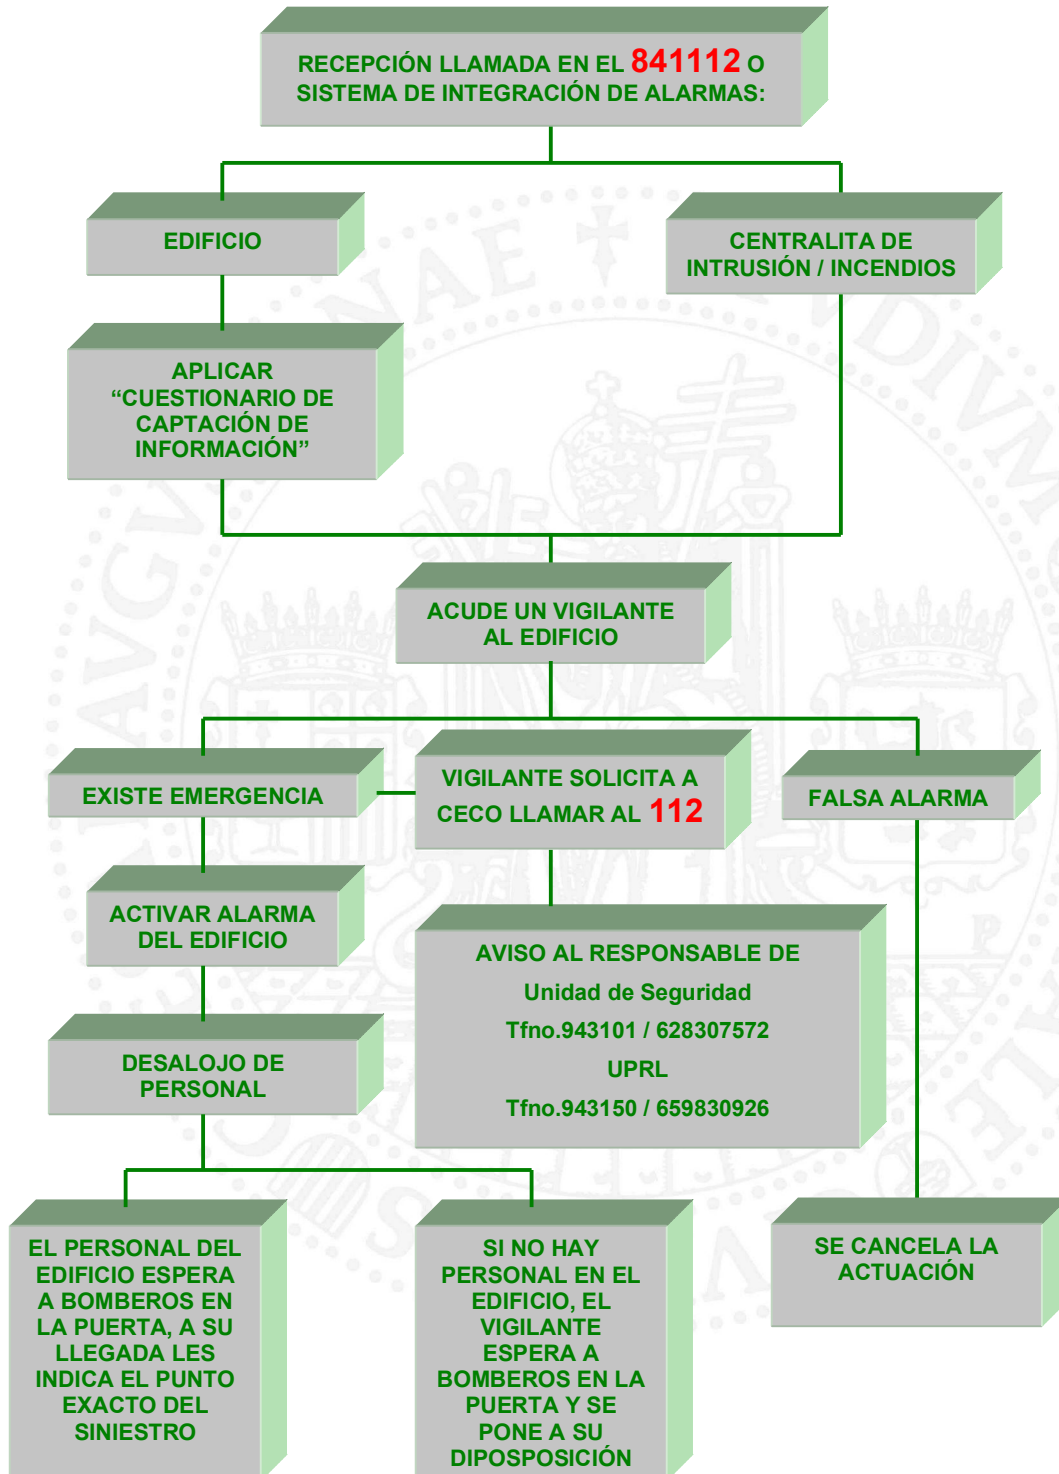 RECEPCIÓN LLAMADA EN EL 841112 O
SISTEMA DE INTEGRACIÓN DE ALARMAS:
EDIFICIO
CENTRALITA DE
INTRUSIÓN / INCENDIOS
APLICAR
“CUESTIONARIO DE
CAPTACIÓN DE
INFORMACIÓN”
ACUDE UN VIGILANTE
AL EDIFICIO
EXISTE EMERGENCIA
VIGILANTE SOLICITA A
CECO LLAMAR AL 112
FALSA ALARMA
ACTIVAR ALARMA
DEL EDIFICIO
AVISO AL RESPONSABLE DE
Unidad de Seguridad
Tfno.943101 / 628307572
UPRL
Tfno.943150 / 659830926
DESALOJO DE
PERSONAL
EL PERSONAL DEL
EDIFICIO ESPERA
A BOMBEROS EN
LA PUERTA, A SU
LLEGADA LES
INDICA EL PUNTO
EXACTO DEL
SINIESTRO
SI NO HAY
PERSONAL EN EL
EDIFICIO, EL
VIGILANTE
ESPERA A
BOMBEROS EN LA
PUERTA Y SE
PONE A SU
DIPOSPOSICIÓN
SE CANCELA LA
ACTUACIÓN